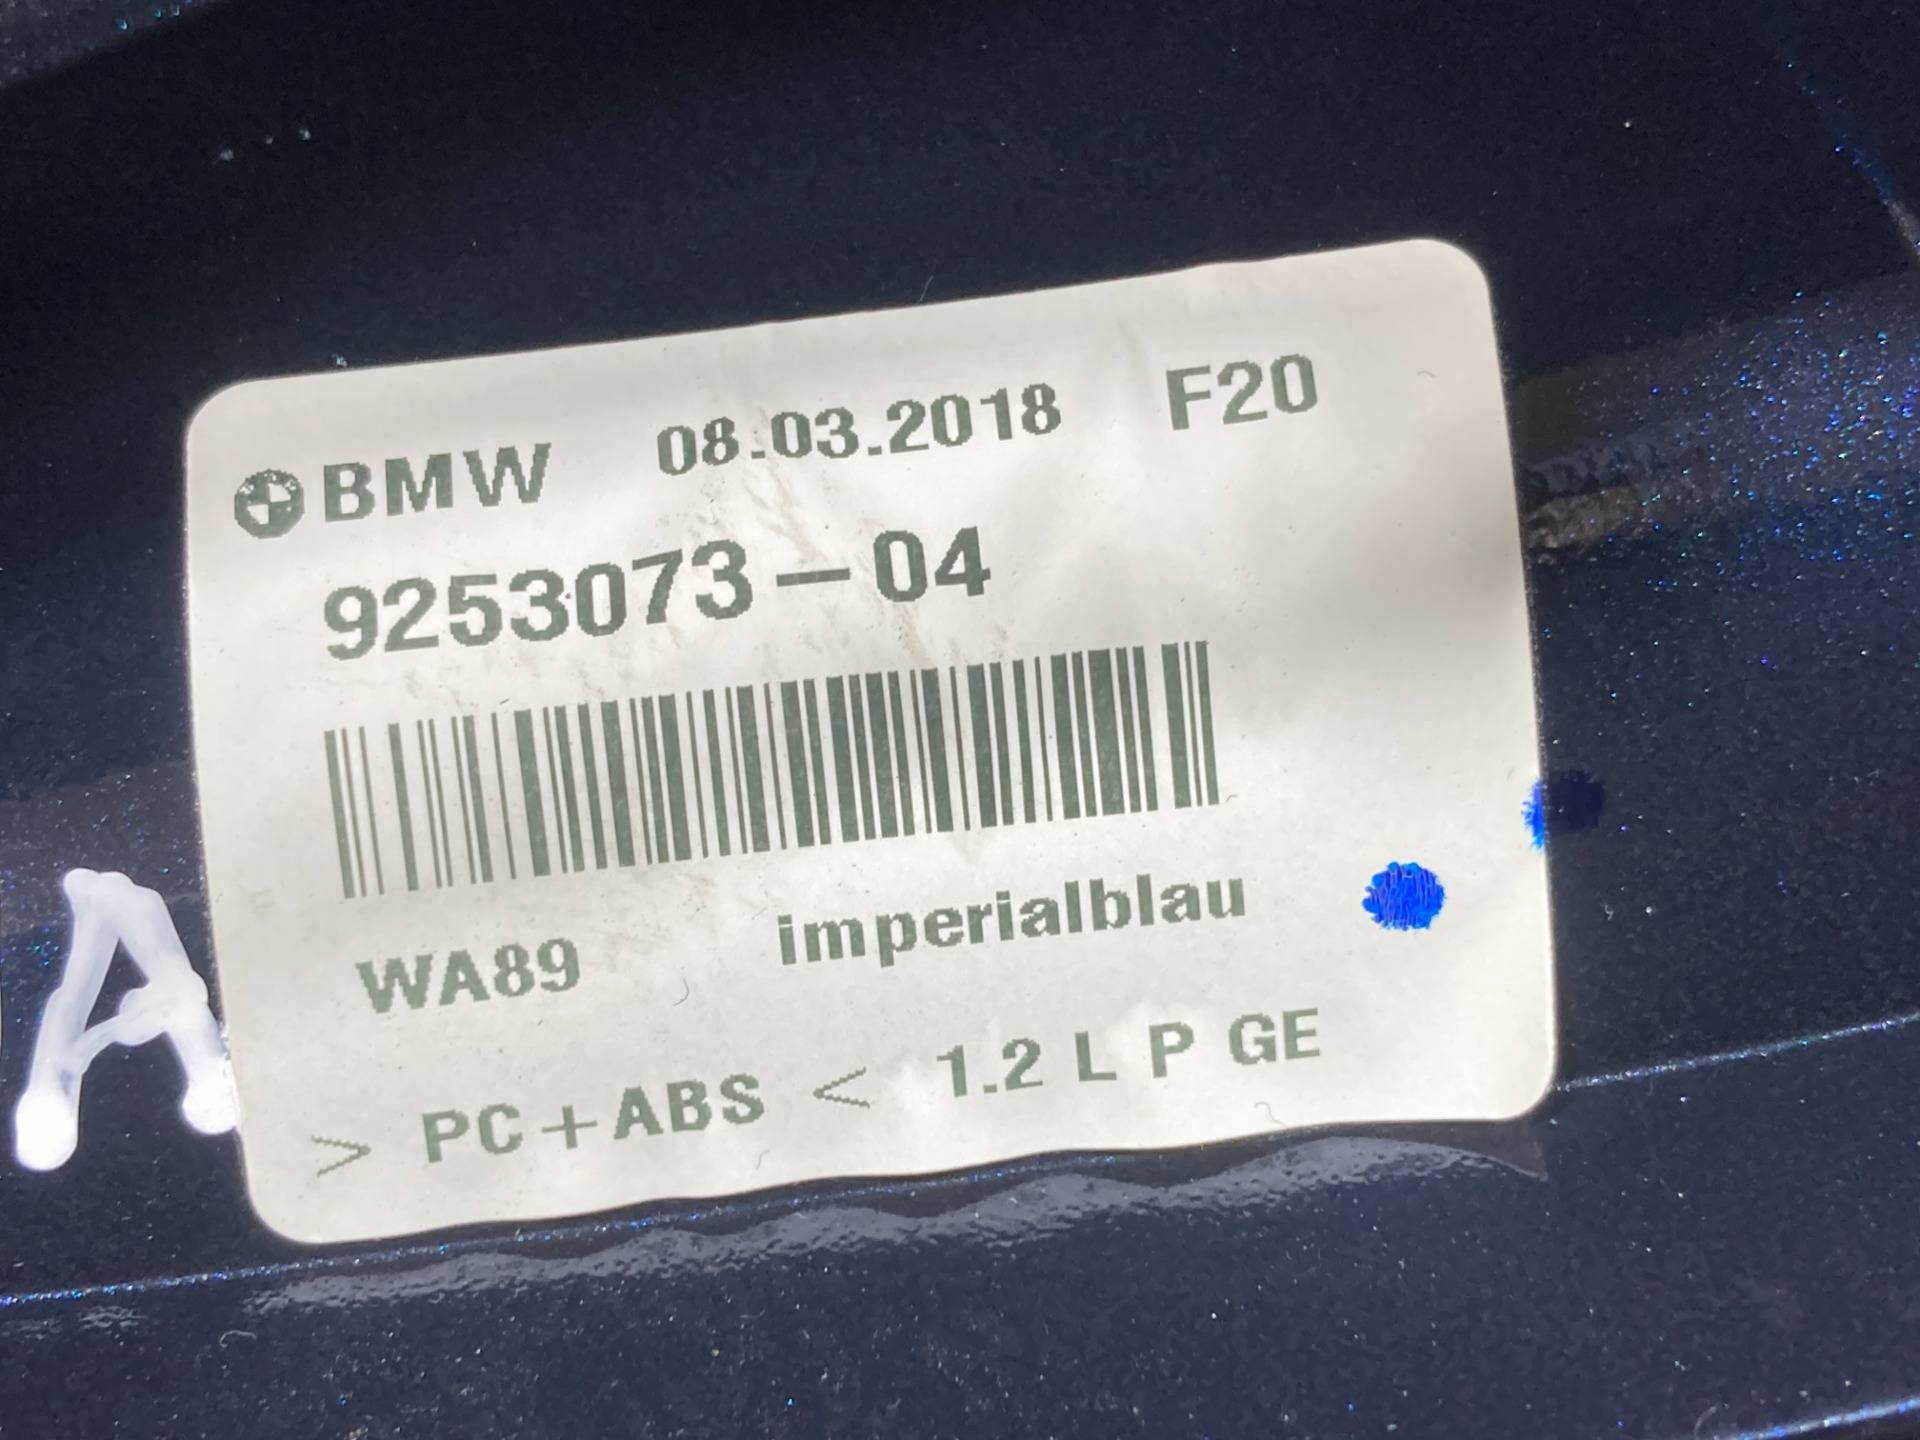 BMW 08.03.2018 F20
9253073-04
WA89 imperialblau
> PC+ABS < 1.2 L P GE
A